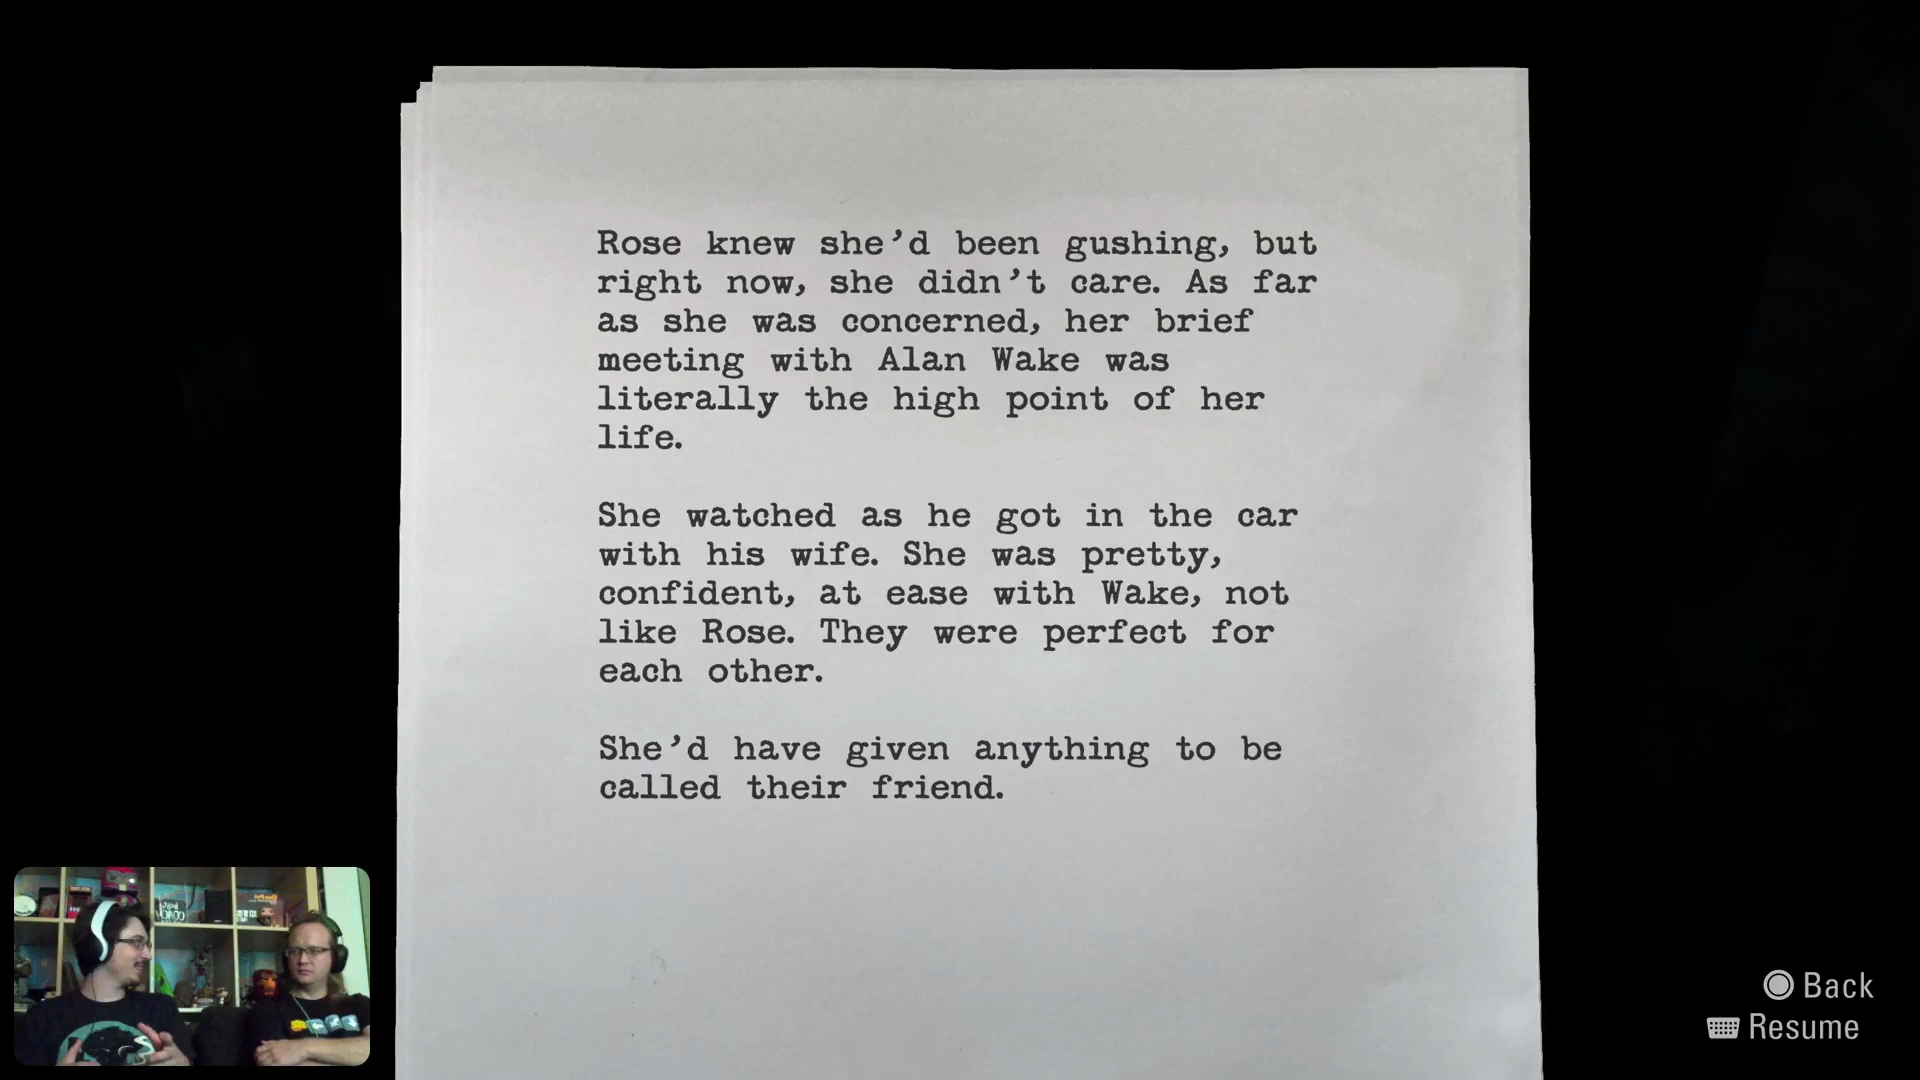 Rose knew she’d been gushing, but
right now, she didn’t care. As far
as she was concerned, her brief
meeting with Alan Wake was
literally the high point of her
life.
She watched as he got in the car
with his wife. She was pretty,
confident, at ease with Wake, not
like Rose. They were perfect for
each other.
She’d have given anything to be
called their friend.
Back
Resume